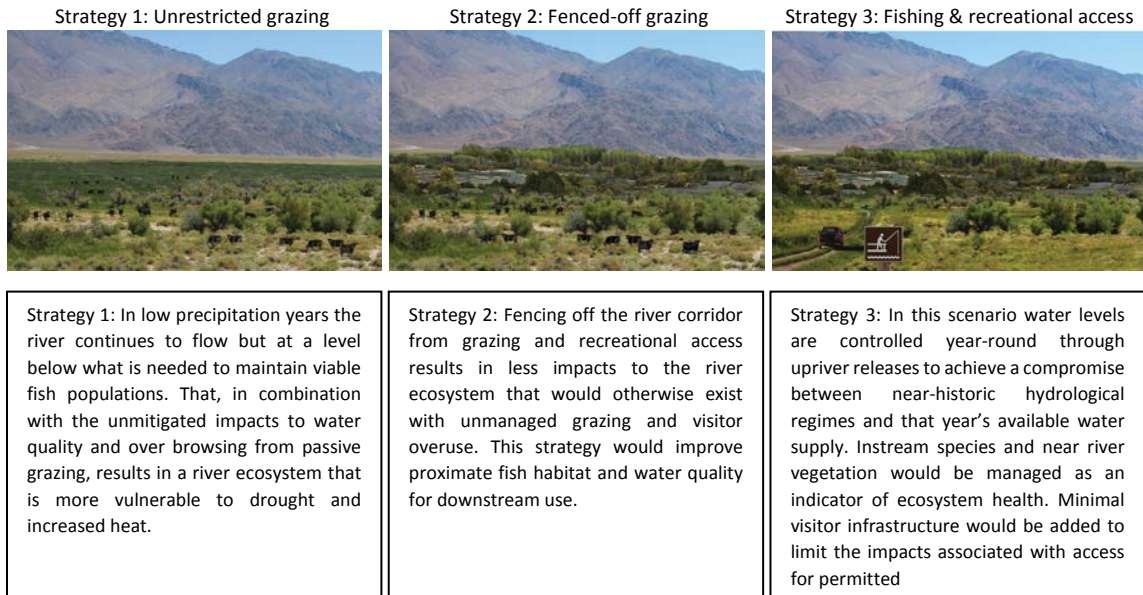 Strategy 1: Unrestricted grazing
Strategy 2: Fenced-off grazing
Strategy 3: Fishing & recreational access
Strategy 1: In low precipitation years the
river continues to flow but at a level
below what is needed to maintain viable
fish populations. That, in combination
with the unmitigated impacts to water
quality and over browsing from passive
grazing, results in a river ecosystem that
is more vulnerable to drought and
increased heat.
Strategy 2: Fencing off the river corridor
from grazing and recreational access
results in less impacts to the river
ecosystem that would otherwise exist
with unmanaged grazing and visitor
overuse. This strategy would improve
proximate fish habitat and water quality
for downstream use.
Strategy 3: In this scenario water levels
are controlled year-round through
upriver releases to achieve a compromise
between near-historic hydrological
regimes and that year’s available water
supply. Instream species and near river
vegetation would be managed as an
indicator of ecosystem health. Minimal
visitor infrastructure would be added to
limit the impacts associated with access
for permitted